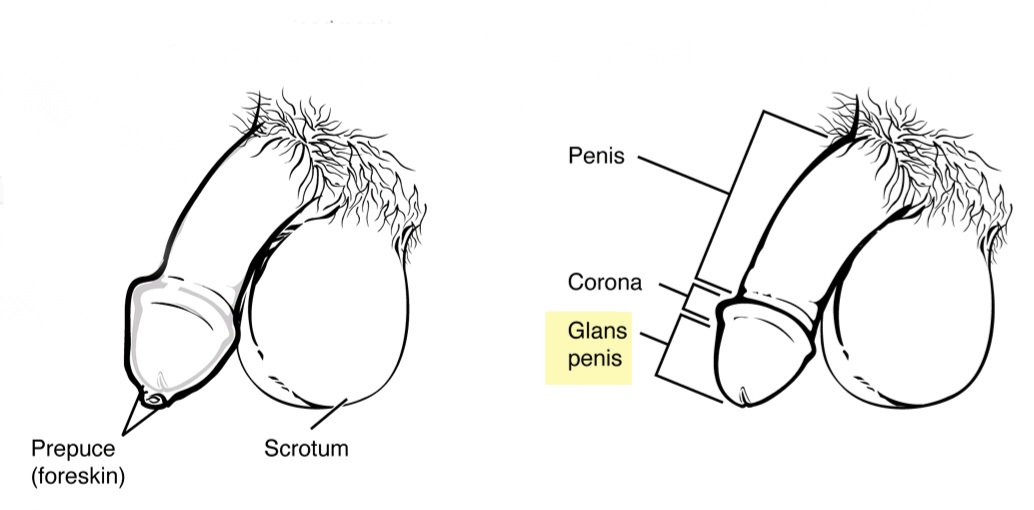 Prepuce
(foreskin)
Scrotum
Penis
Corona
Glans
penis